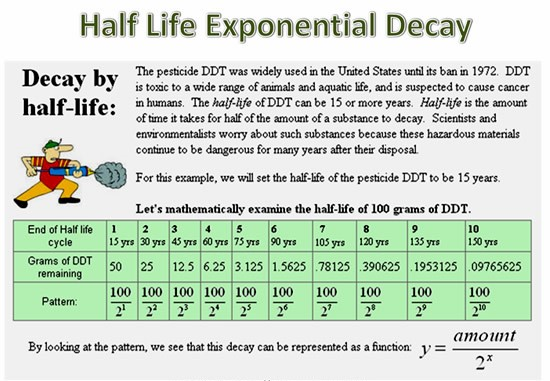 Half Life Exponential Decay
Decay by
half-life:
The pesticide DDT was widely used in the United States until its ban in 1972. DDT
is toxic to a wide range of animals and aquatic life, and is suspected to cause cancer
in humans. The half-life of DDT can be 15 or more years. Half-life is the amount
of time it takes for half of the amount of a substance to decay. Scientists and
environmentalists worry about such substances because these hazardous materials
continue to be dangerous for many years after their disposal.
For this example, we will set the half-life of the pesticide DDT to be 15 years.
Let's mathematically examine the half-life of 100 grams of DDT.
End of Half life cycle 1 15 yrs 2 30 yrs 3 45 yrs 4 60 yrs 5 75 yrs 6 90 yrs 7 105 yrs 8 120 yrs 9 135 yrs 10 150 yrs
Grams of DDT remaining 50 25 12.5 6.25 3.125 1.5625 .78125 .390625 .1953125 .09765625
Pattern: 100/2^1 100/2^2 100/2^3 100/2^4 100/2^5 100/2^6 100/2^7 100/2^8 100/2^9 100/2^10
By looking at the pattern, we see that this decay can be represented as a function: y = amount/2^x